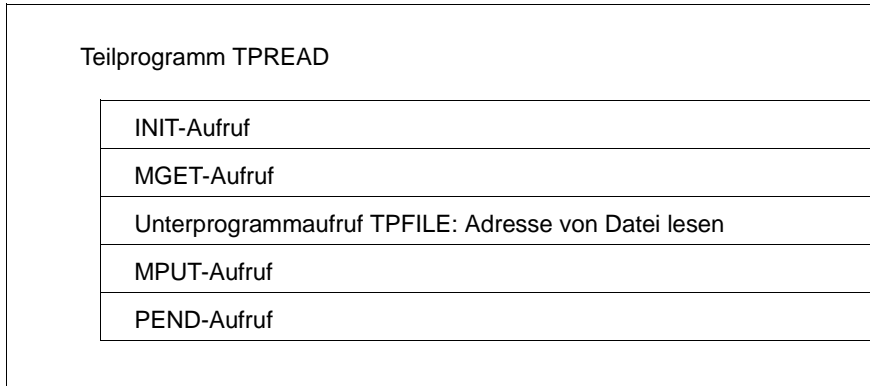 Teilprogramm TPREAD
INIT-Aufruf
MGET-Aufruf
Unterprogrammaufruf TPFILE: Adresse von Datei lesen
MPUT-Aufruf
PEND-Aufruf